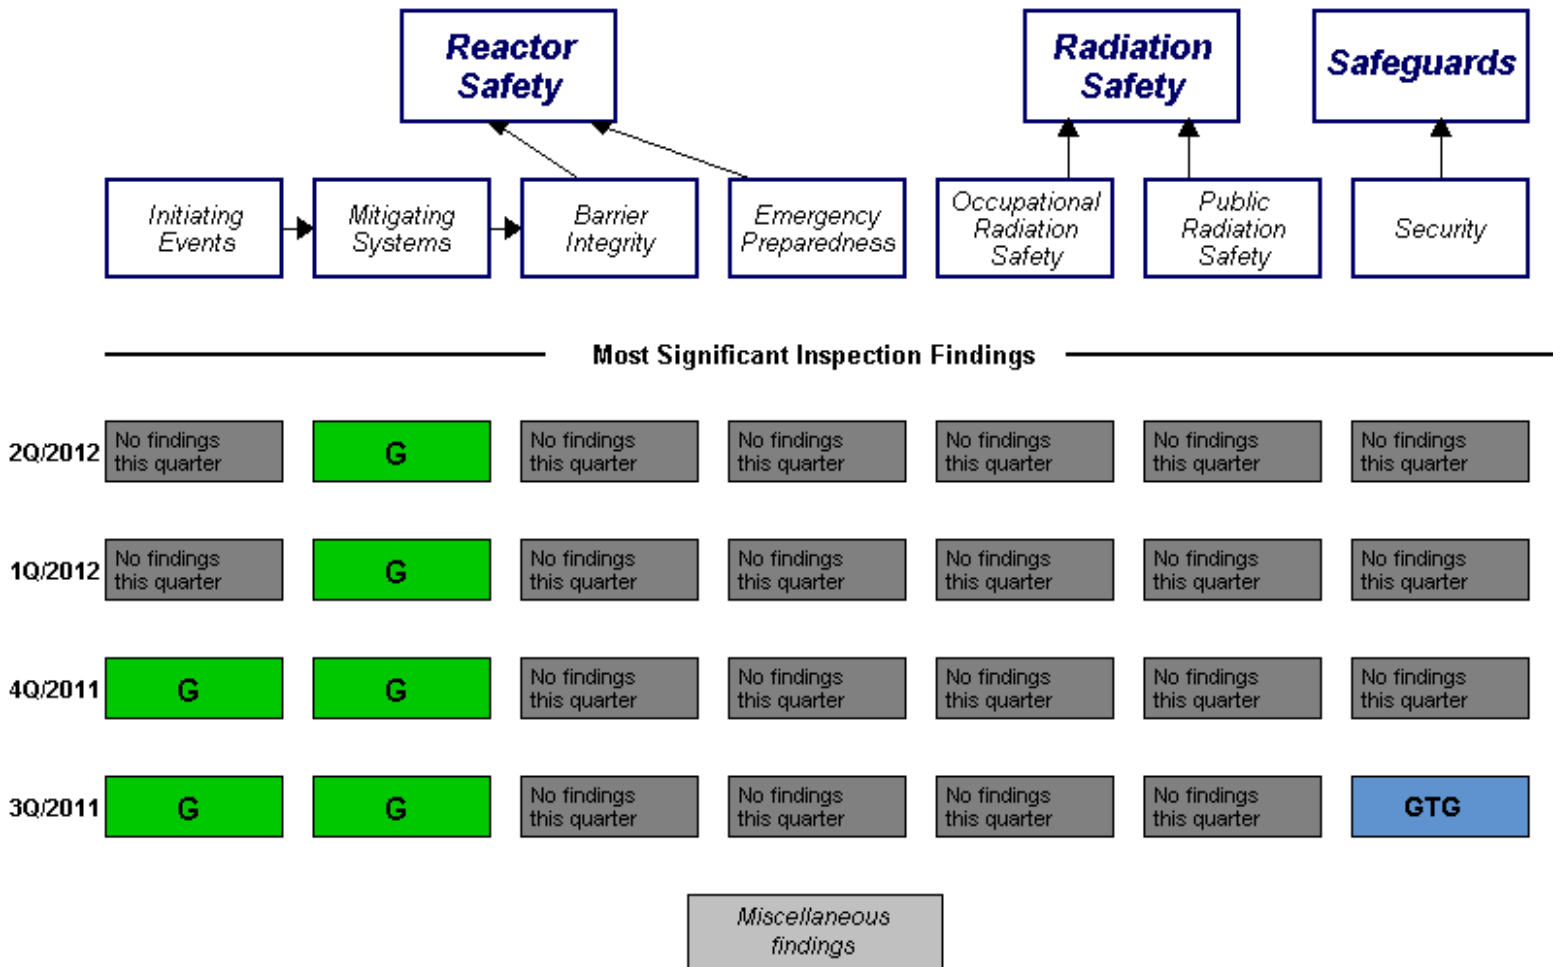 Reactor
Safety
Radiation
Safety
Safeguards
Initiating
Events
Mitigating
Systems
Barrier
Integrity
Emergency
Preparedness
Occupational
Radiation
Safety
Public
Radiation
Safety
Security
Most Significant Inspection Findings
2Q/2012
No findings
this quarter
G
No findings
this quarter
No findings
this quarter
No findings
this quarter
No findings
this quarter
No findings
this quarter
1Q/2012
No findings
this quarter
G
No findings
this quarter
No findings
this quarter
No findings
this quarter
No findings
this quarter
No findings
this quarter
4Q/2011
G
G
No findings
this quarter
No findings
this quarter
No findings
this quarter
No findings
this quarter
No findings
this quarter
3Q/2011
G
G
No findings
this quarter
No findings
this quarter
No findings
this quarter
No findings
this quarter
GTG
Miscellaneous
findings